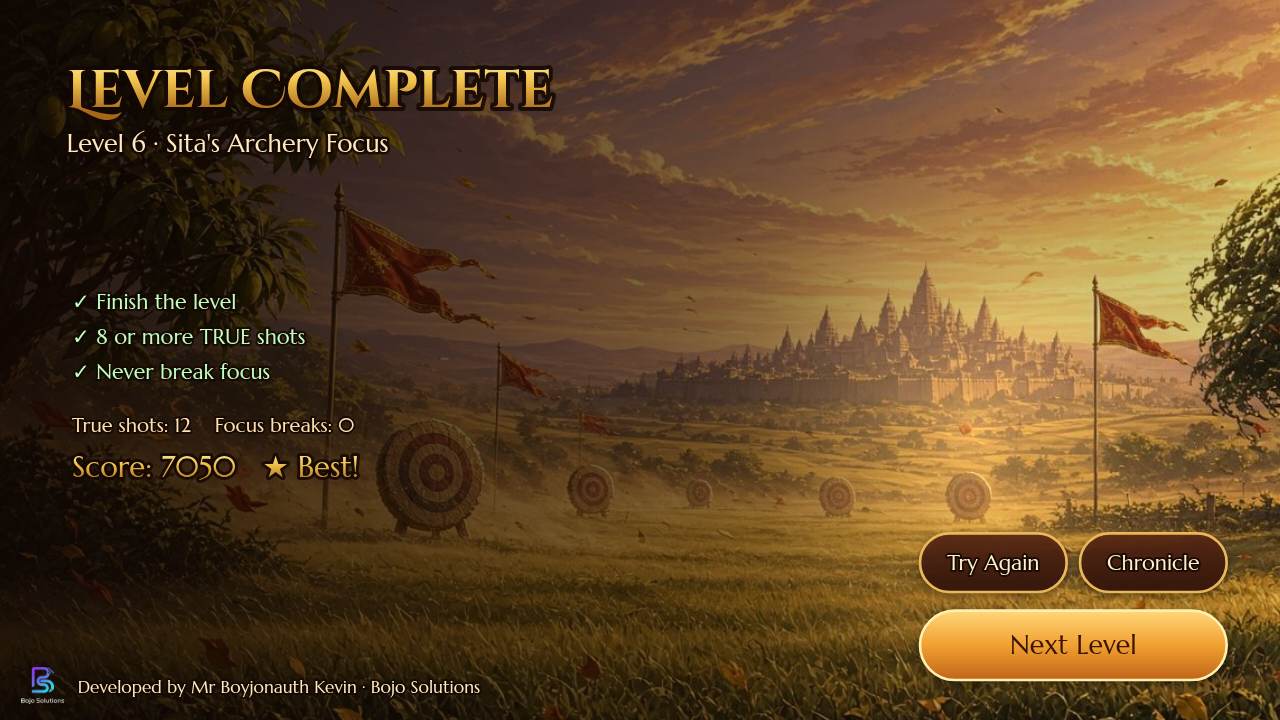 LEVEL COMPLETE
Level 6 · Sita's Archery Focus
✓ Finish the level
✓ 8 or more TRUE shots
✓ Never break focus
True shots: 12 Focus breaks: 0
Score: 7050 ★ Best!
Try Again
Chronicle
Next Level
Bojo Solutions
Developed by Mr Boyjonauth Kevin · Bojo Solutions